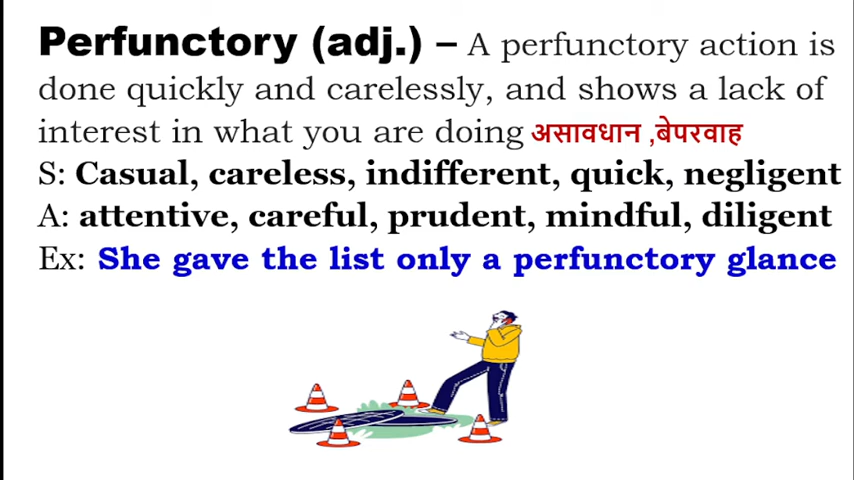 Perfunctory (adj.) – A perfunctory action is
done quickly and carelessly, and shows a lack of
interest in what you are doing असावधान ,बेपरवाह
S: Casual, careless, indifferent, quick, negligent
A: attentive, careful, prudent, mindful, diligent
Ex: She gave the list only a perfunctory glance